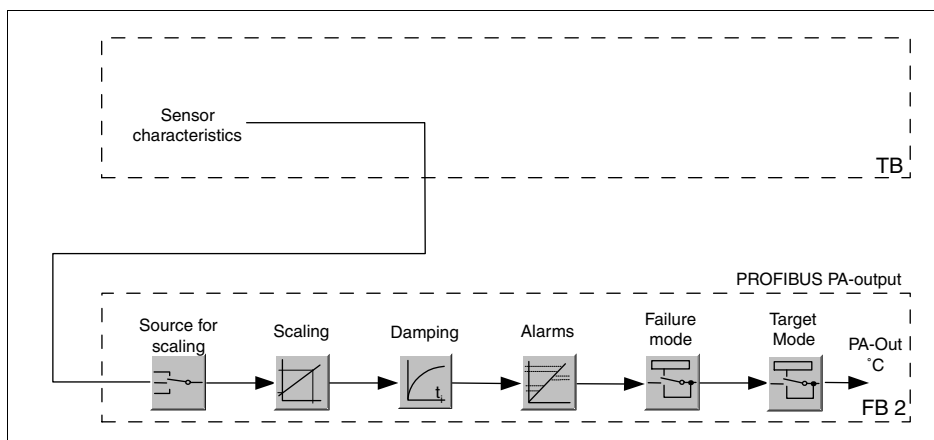 Sensor
characteristics
TB
PROFIBUS PA-output
Source for
scaling
Scaling
Damping
Alarms
Failure
mode
Target
Mode
PA-Out
°C
t
FB 2